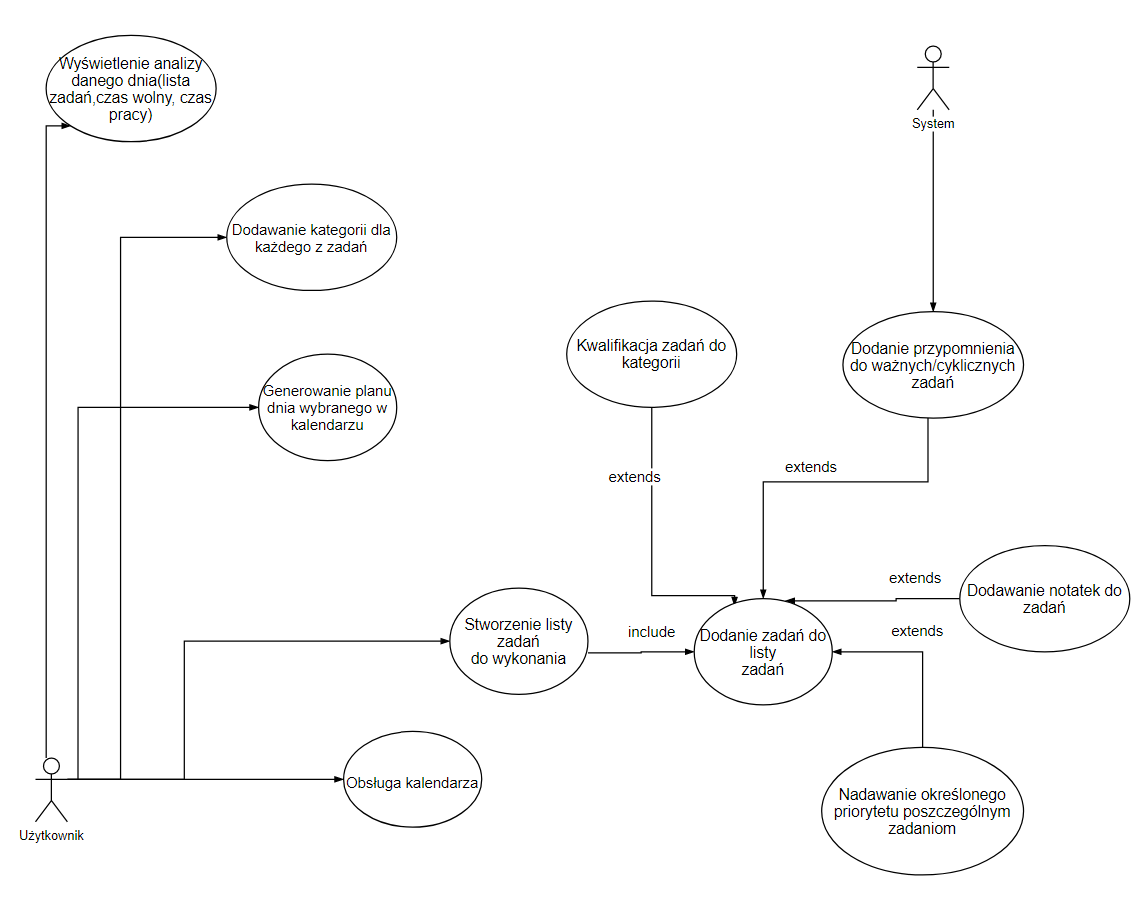 Wyświetlenie analizy
danego dnia(lista
zadań,czas wolny, czas
pracy)
System
Dodawanie kategorii dla
każdego z zadań
Kwalifikacja zadań do
kategorii
Dodanie przypomnienia
do ważnych/cyklicznych
zadań
Generowanie planu
dnia wybranego w
kalendarzu
extends
extends
extends
Dodawanie notatek do
zadań
Stworzenie listy
zadań
do wykonania
include
Dodanie zadań do
listy
zadań
extends
Obsługa kalendarza
Nadawanie określonego
priorytetu poszczególnym
zadaniom
Użytkownik